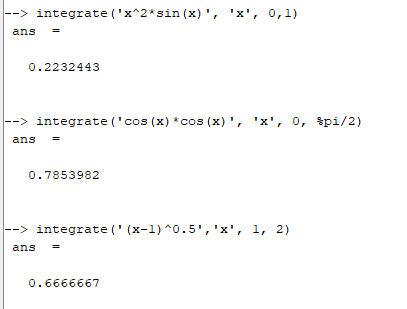 --> integrate('x^2*sin(x)', 'x', 0,1)
ans  =
0.2232443
--> integrate('cos(x)*cos(x)', 'x', 0, %pi/2)
ans  =
0.7853982
--> integrate('(x-1)^0.5','x', 1, 2)
ans  =
0.6666667